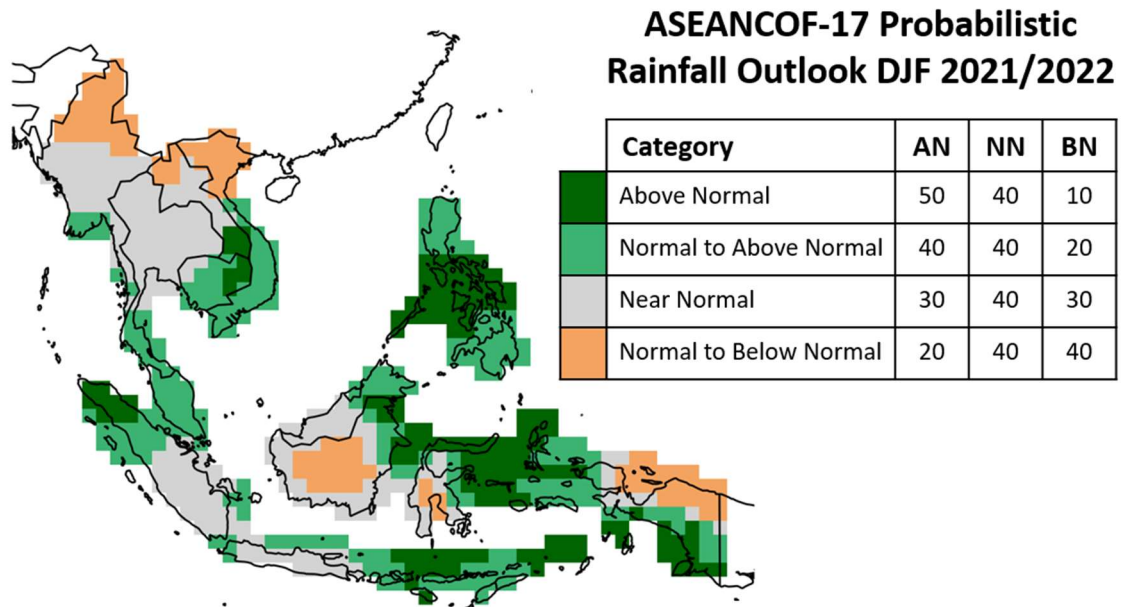 ASEANCOF-17 Probabilistic
Rainfall Outlook DJF 2021/2022
Category AN NN BN
Above Normal 50 40 10
Normal to Above Normal 40 40 20
Near Normal 30 40 30
Normal to Below Normal 20 40 40